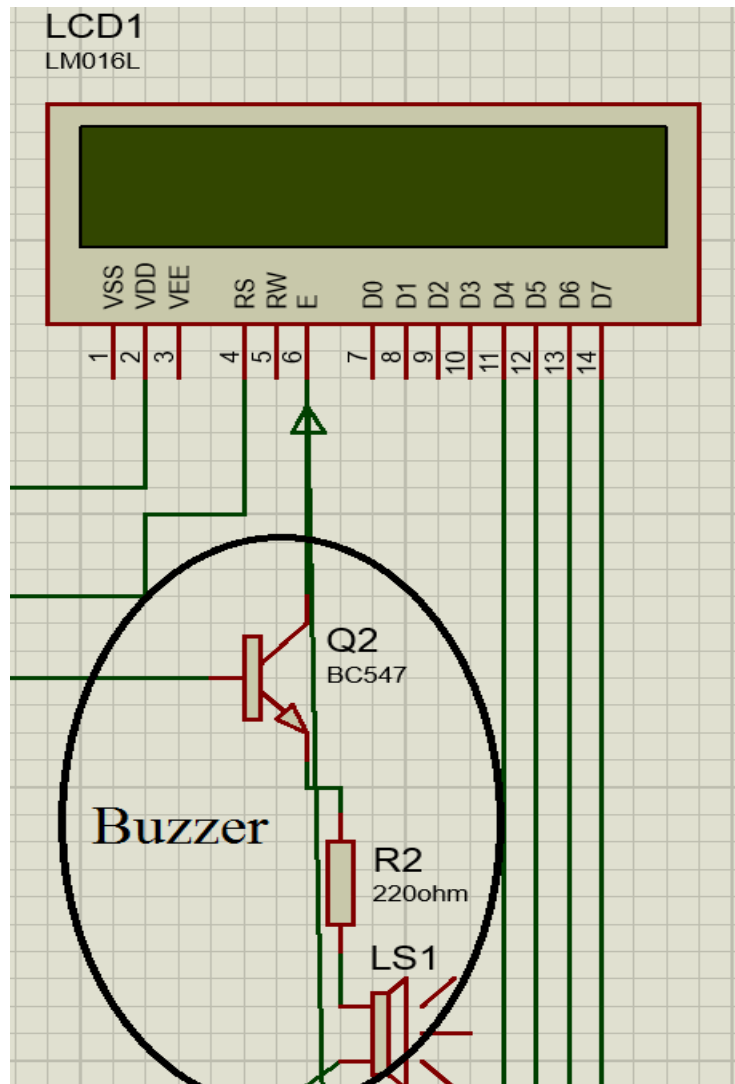 LCD1
LM016L
VSS VDD VEE RS RW E D0 D1 D2 D3 D4 D5 D6 D7
1 2 3 4 5 6 7 8 9 10 11 12 13 14
Q2
BC547
Buzzer
R2
220ohm
LS1